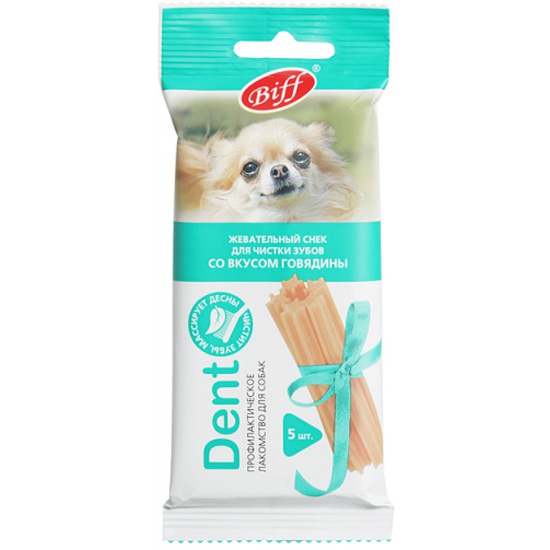 Biff®
ЖЕВАТЕЛЬНЫЙ СНЕК
ДЛЯ ЧИСТКИ ЗУБОВ
СО ВКУСОМ ГОВЯДИНЫ
МАССИРУЕТ ДЕСНЫ
ЧИСТИТ ЗУБЫ,
Dent
ПРОФИЛАКТИЧЕСКОЕ
ЛАКОМСТВО ДЛЯ СОБАК
5 шт.